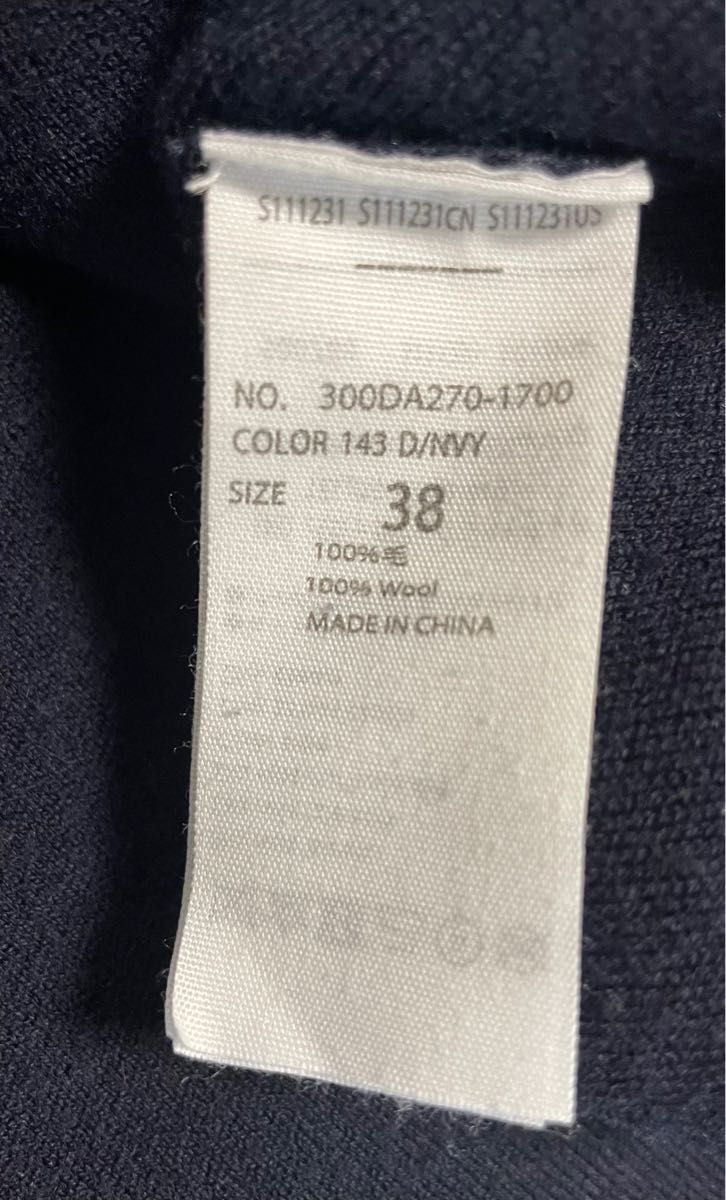 S111231 S111231CN S111231US
NO. 300DA270-1700
COLOR 143 D/NVY
SIZE 38
100%毛
100% Wool
MADE IN CHINA